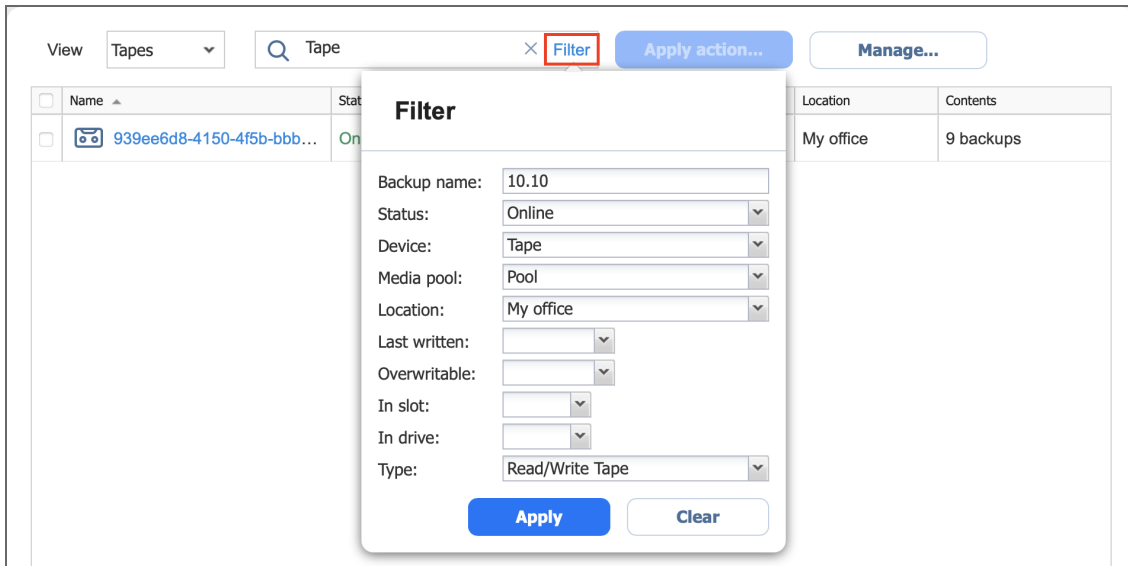 View Tapes Tape Filter Apply action... Manage...
Name Stat Location Contents
939ee6d8-4150-4f5b-bbb... On My office 9 backups
Filter
Backup name: 10.10
Status: Online
Device: Tape
Media pool: Pool
Location: My office
Last written:
Overwritable:
In slot:
In drive:
Type: Read/Write Tape
Apply Clear